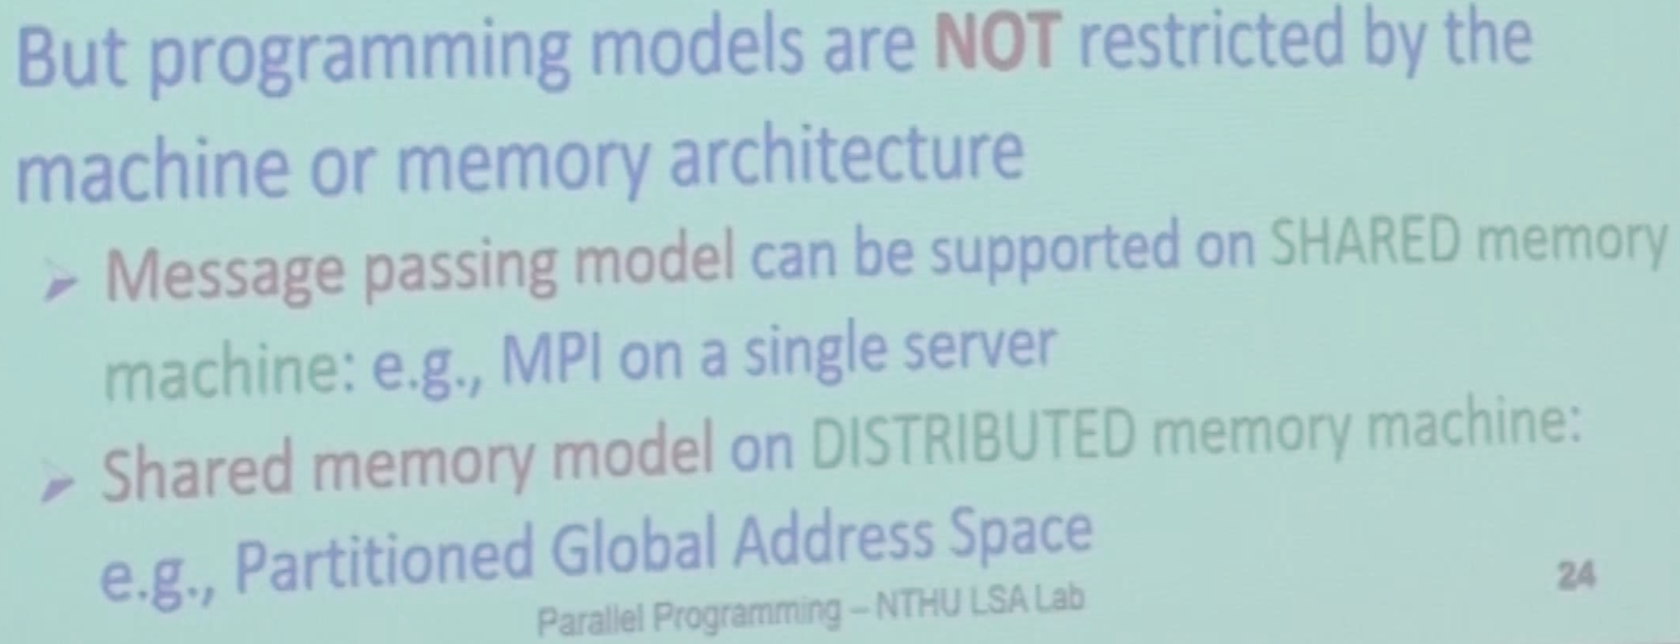 But programming models are NOT restricted by the
machine or memory architecture
Message passing model can be supported on SHARED memory
machine: e.g., MPI on a single server
Shared memory model on DISTRIBUTED memory machine:
e.g., Partitioned Global Address Space
Parallel Programming – NTHU LSA Lab
24